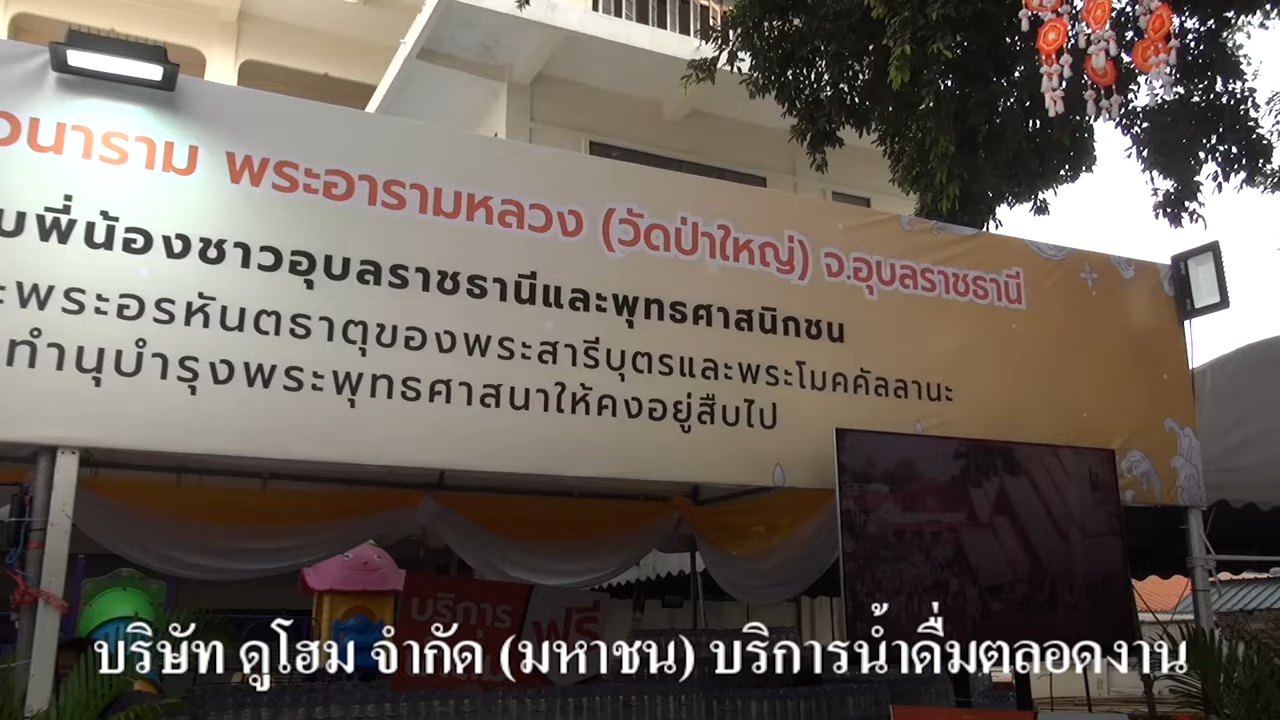 วนาราม พระอารามหลวง (วัดป่าใหญ่) จ.อุบลราชธานี
พี่น้องชาวอุบลราชธานีและพุทธศาสนิกชน
พระอรหันตธาตุของพระสารีบุตรและพระโมคคัลลานะ
ทำนุบำรุงพระพุทธศาสนาให้คงอยู่สืบไป
บริการ ฟรี
บริษัท ดูโฮม จำกัด (มหาชน) บริการน้ำดื่มตลอดงาน